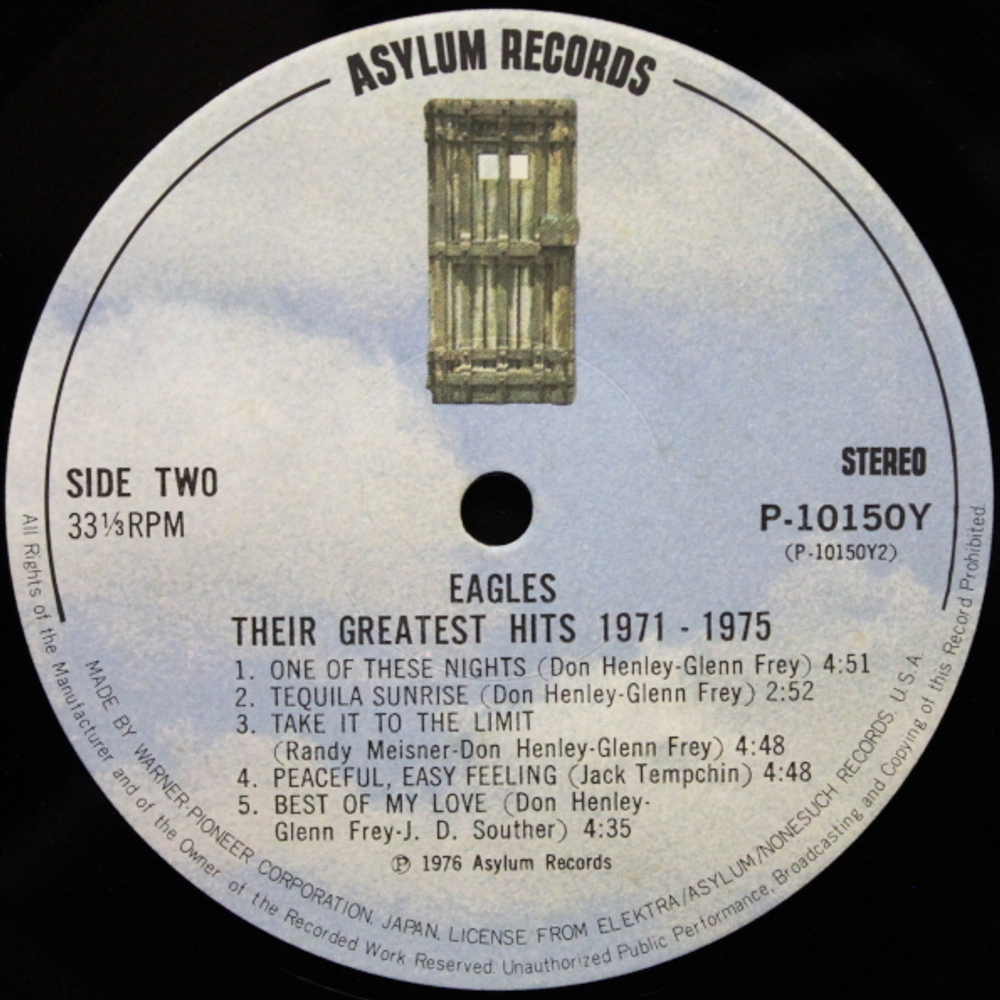 ASYLUM RECORDS
SIDE TWO
33⅓RPM
STEREO
P-10150Y
(P-10150Y2)
EAGLES
THEIR GREATEST HITS 1971 - 1975
1. ONE OF THESE NIGHTS (Don Henley-Glenn Frey) 4:51
2. TEQUILA SUNRISE (Don Henley-Glenn Frey) 2:52
3. TAKE IT TO THE LIMIT
(Randy Meisner-Don Henley-Glenn Frey) 4:48
4. PEACEFUL, EASY FEELING (Jack Tempchin) 4:48
5. BEST OF MY LOVE (Don Henley-
Glenn Frey-J. D. Souther) 4:35
℗ 1976 Asylum Records
MADE BY WARNER-PIONEER CORPORATION. JAPAN. LICENSE FROM ELEKTRA/ASYLUM/NONESUCH RECORDS. U.S.A.
All Rights of the Manufacturer and of the Owner of the Recorded Work Reserved. Unauthorized Public Performance, Broadcasting and Copying of this Record Prohibited.